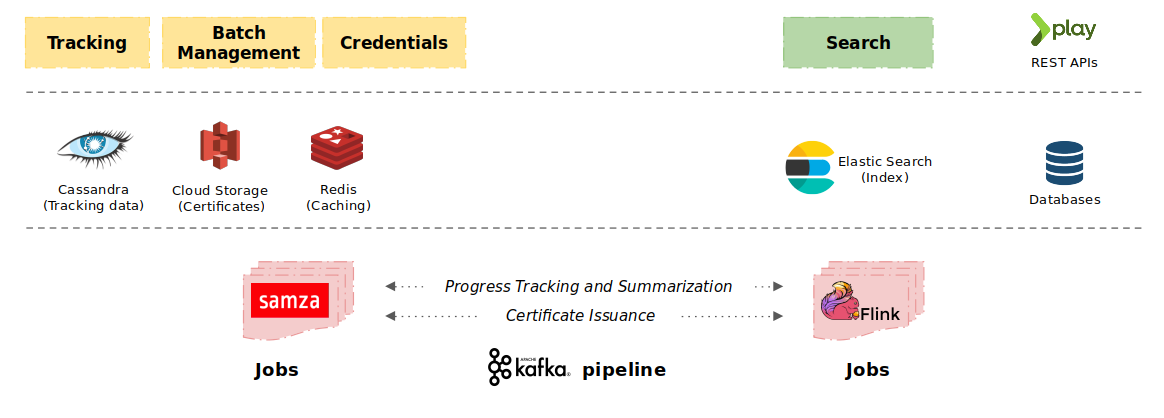 Tracking
Batch
Management
Credentials
Search
play
REST APIs
Cassandra
(Tracking data)
Cloud Storage
(Certificates)
Redis
(Caching)
Elastic Search
(Index)
Databases
samza
Progress Tracking and Summarization
Certificate Issuance
Flink
Jobs
APACHE
kafka
pipeline
Jobs